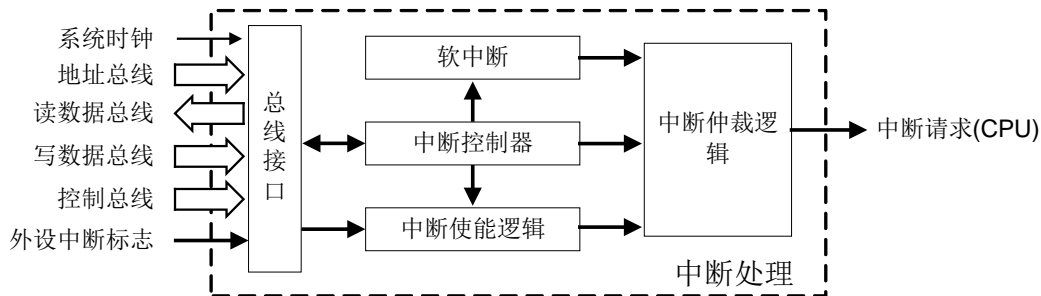 系统时钟
地址总线
读数据总线
写数据总线
控制总线
外设中断标志
总
线
接
口
软中断
中断控制器
中断使能逻辑
中断仲裁逻
辑
中断请求(CPU)
中断处理